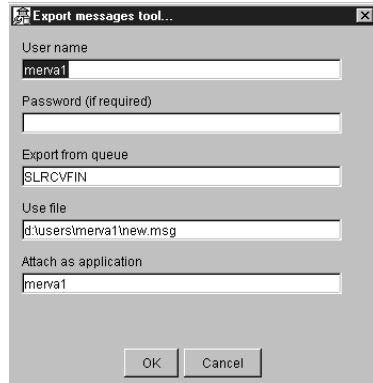 Export messages tool...
User name
merva1
Password (if required)
Export from queue
SLRCVFIN
Use file
d:\users\merva1\new.msg
Attach as application
merva1
OK Cancel